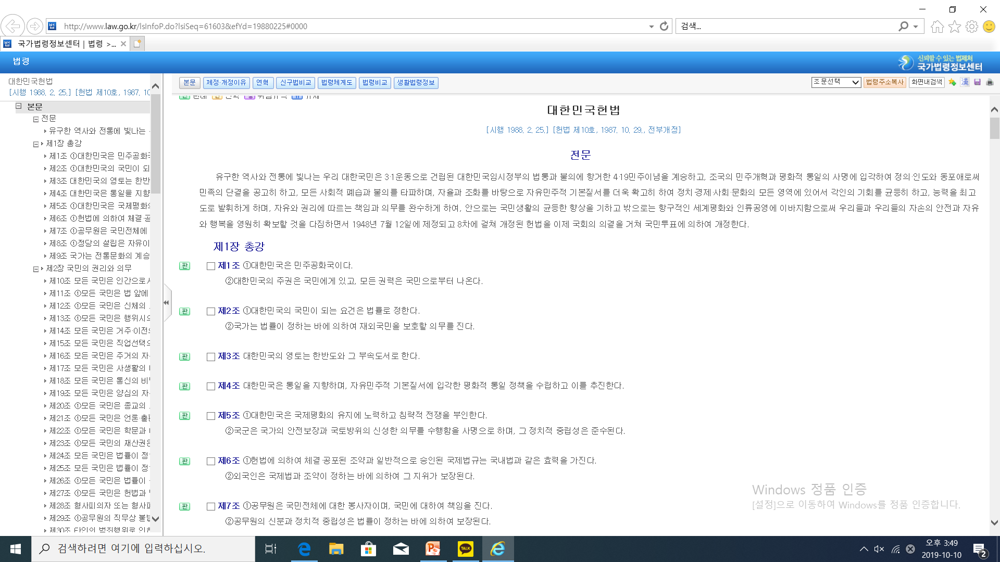 http://www.law.go.kr/lsInfoP.do?lsiSeq=61603&efYd=19880225#0000
검색...
국가법령정보센터 | 법령 >...
법령
신뢰할 수 있는 법제처
국가법령정보센터
대한민국헌법
[시행 1988. 2. 25.] [헌법 제10호, 1987. 10
본문 제정·개정이유 연혁 신구법비교 법령체계도 법령비교 생활법령정보
조문선택 법령주소복사 화면내검색 漢
본문
전문
유구한 역사와 전통에 빛나는
제1장 총강
제1조 ①대한민국은 민주공화국
제2조 ①대한민국의 국민이 되
제3조 대한민국의 영토는 한반
제4조 대한민국은 통일을 지향
제5조 ①대한민국은 국제평화의
제6조 ①헌법에 의하여 체결·공
제7조 ①공무원은 국민전체에
제8조 ①정당의 설립은 자유이
제9조 국가는 전통문화의 계승
제2장 국민의 권리와 의무
제10조 모든 국민은 인간으로서
제11조 ①모든 국민은 법 앞에
제12조 ①모든 국민은 신체의
제13조 ①모든 국민은 행위시의
제14조 모든 국민은 거주·이전의
제15조 모든 국민은 직업선택의
제16조 모든 국민은 주거의 자
제17조 모든 국민은 사생활의
제18조 모든 국민은 통신의 비밀
제19조 모든 국민은 양심의 자
제20조 ①모든 국민은 종교의
제21조 ①모든 국민은 언론·출판
제22조 ①모든 국민은 학문과
제23조 ①모든 국민의 재산권은
제24조 모든 국민은 법률이 정
제25조 모든 국민은 법률이 정
제26조 ①모든 국민은 법률이
제27조 ①모든 국민은 헌법과
제28조 형사피의자 또는 형사피
제29조 ①공무원의 직무상 불법
제30조 타인의 범죄행위로 인한
대한민국헌법
[시행 1988. 2. 25.] [헌법 제10호, 1987. 10. 29., 전부개정]
전문
유구한 역사와 전통에 빛나는 우리 대한국민은 3·1운동으로 건립된 대한민국임시정부의 법통과 불의에 항거한 4·19민주이념을 계승하고, 조국의 민주개혁과 평화적 통일의 사명에 입각하여 정의·인도와 동포애로써
민족의 단결을 공고히 하고, 모든 사회적 폐습과 불의를 타파하며, 자율과 조화를 바탕으로 자유민주적 기본질서를 더욱 확고히 하여 정치·경제·사회·문화의 모든 영역에 있어서 각인의 기회를 균등히 하고, 능력을 최고
도로 발휘하게 하며, 자유와 권리에 따르는 책임과 의무를 완수하게 하여, 안으로는 국민생활의 균등한 향상을 기하고 밖으로는 항구적인 세계평화와 인류공영에 이바지함으로써 우리들과 우리들의 자손의 안전과 자유
와 행복을 영원히 확보할 것을 다짐하면서 1948년 7월 12일에 제정되고 8차에 걸쳐 개정된 헌법을 이제 국회의 의결을 거쳐 국민투표에 의하여 개정한다.
제1장 총강
판 제1조 ①대한민국은 민주공화국이다.
②대한민국의 주권은 국민에게 있고, 모든 권력은 국민으로부터 나온다.
판 제2조 ①대한민국의 국민이 되는 요건은 법률로 정한다.
②국가는 법률이 정하는 바에 의하여 재외국민을 보호할 의무를 진다.
판 제3조 대한민국의 영토는 한반도와 그 부속도서로 한다.
판 제4조 대한민국은 통일을 지향하며, 자유민주적 기본질서에 입각한 평화적 통일 정책을 수립하고 이를 추진한다.
판 제5조 ①대한민국은 국제평화의 유지에 노력하고 침략적 전쟁을 부인한다.
②국군은 국가의 안전보장과 국토방위의 신성한 의무를 수행함을 사명으로 하며, 그 정치적 중립성은 준수된다.
판 제6조 ①헌법에 의하여 체결·공포된 조약과 일반적으로 승인된 국제법규는 국내법과 같은 효력을 가진다.
②외국인은 국제법과 조약이 정하는 바에 의하여 그 지위가 보장된다.
판 제7조 ①공무원은 국민전체에 대한 봉사자이며, 국민에 대하여 책임을 진다.
②공무원의 신분과 정치적 중립성은 법률이 정하는 바에 의하여 보장된다.
Windows 정품 인증
[설정]으로 이동하여 Windows를 정품 인증합니다.
검색하려면 여기에 입력하십시오.
TALK
오후 3:49
2019-10-10
2